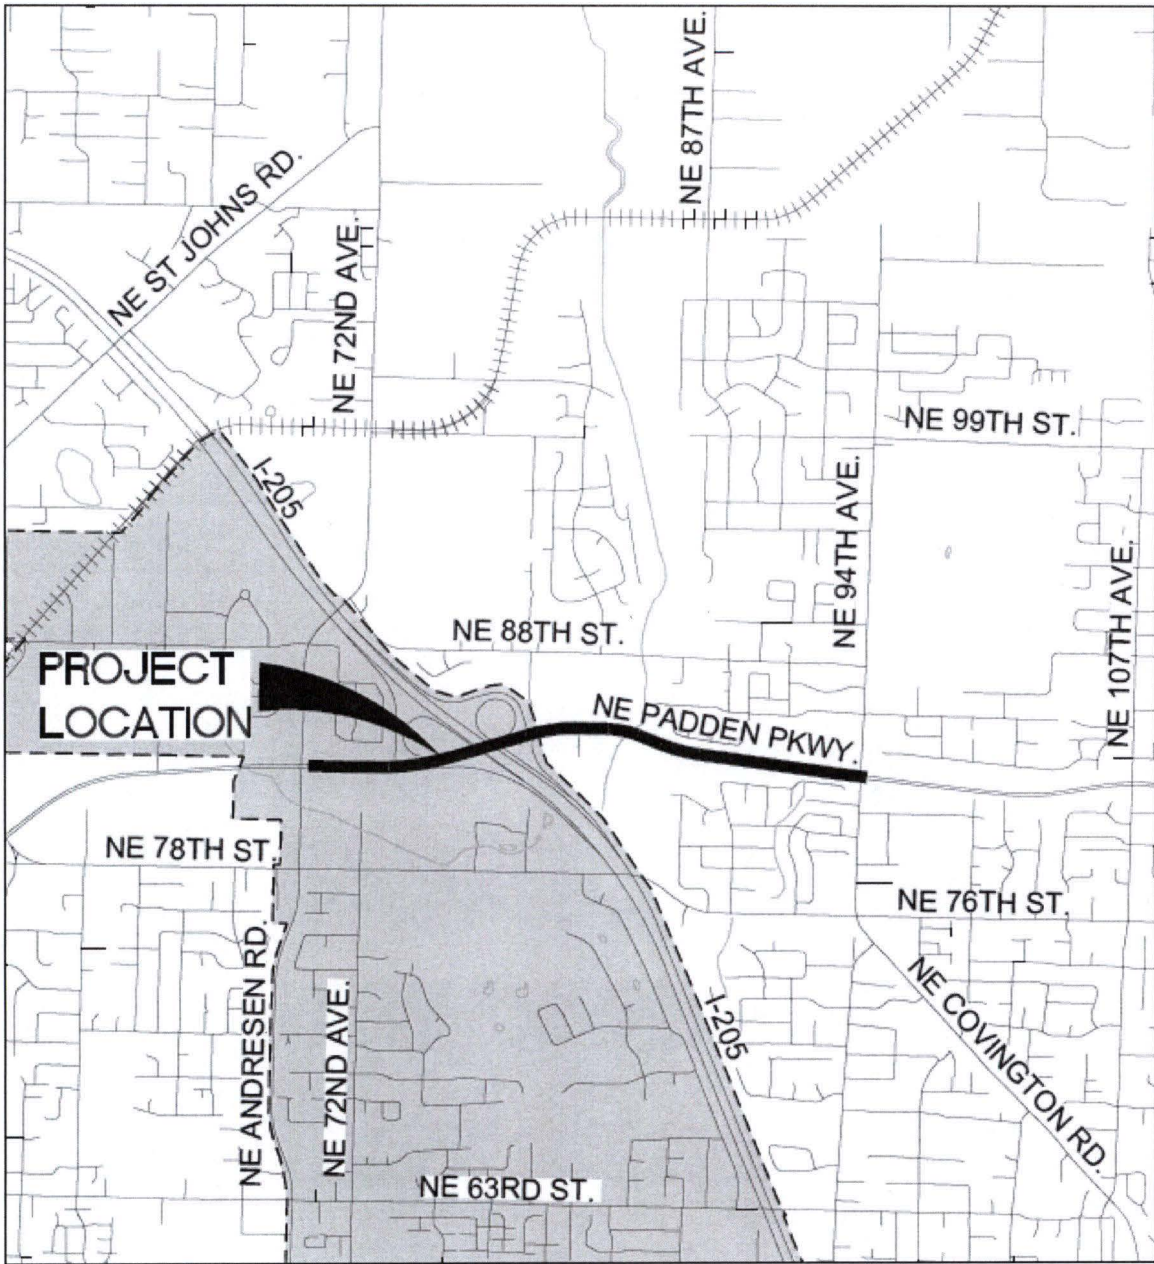 NE 87TH AVE.
NE ST JOHNS RD.
NE 72ND AVE.
NE 99TH ST.
I-205
NE 94TH AVE.
NE 107TH AVE.
NE 88TH ST.
PROJECT
LOCATION
NE PADDEN PKWY.
NE 78TH ST.
NE 76TH ST.
NE ANDRESEN RD.
NE 72ND AVE.
I-205
NE COVINGTON RD.
NE 63RD ST.